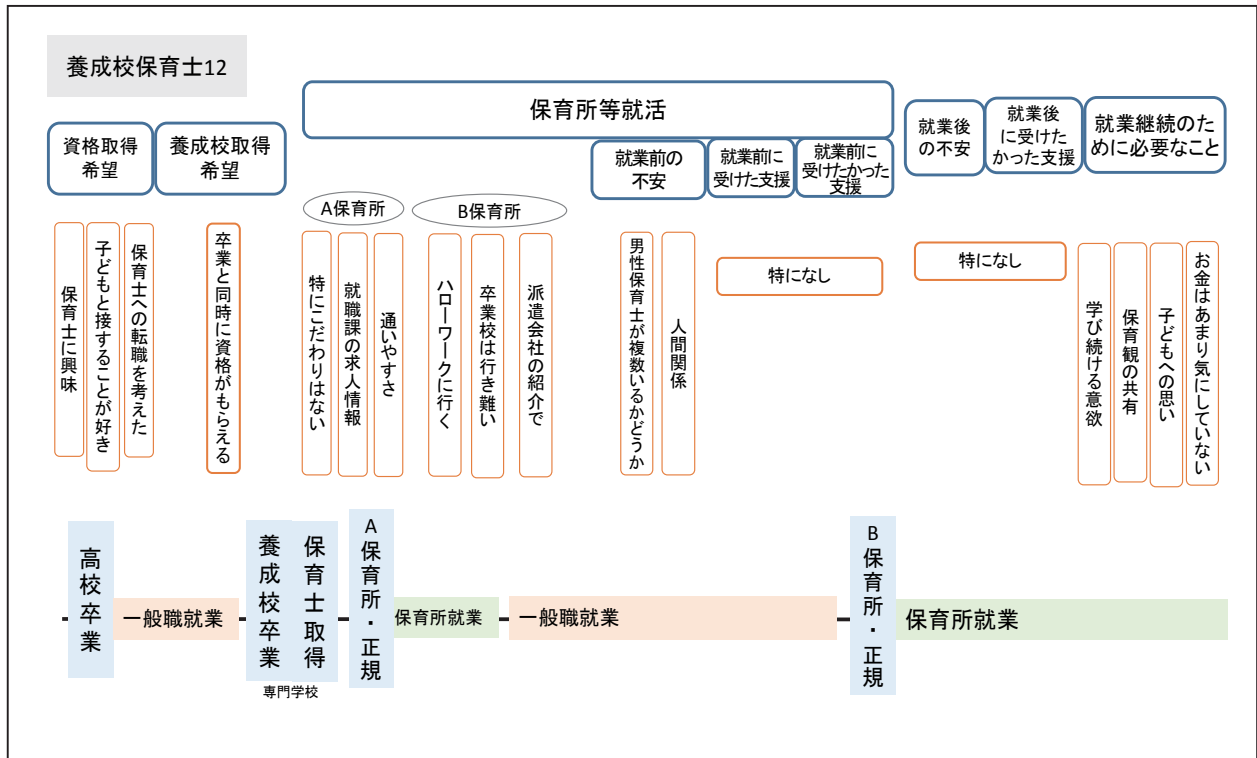 養成校保育士12
資格取得
希望
養成校取得
希望
保育所等就活
就業前の
不安
就業前に
受けた支援
就業前に
受けたかった
支援
就業後
の不安
就業後
に受けた
かった支援
就業継続のた
めに必要なこと
A保育所
B保育所
保育士に興味
子どもと接することが好き
保育士への転職を考えた
卒業と同時に資格がもらえる
特にこだわりはない
就職課の求人情報
通いやすさ
ハローワークに行く
卒業校は行き難い
派遣会社の紹介で
男性保育士が複数いるかどうか
人間関係
特になし
特になし
学び続ける意欲
保育観の共有
子どもへの思い
お金はあまり気にしていない
高校卒業
一般職就業
養成校卒業
保育士取得
専門学校
A保育所・正規
保育所就業
一般職就業
B保育所・正規
保育所就業